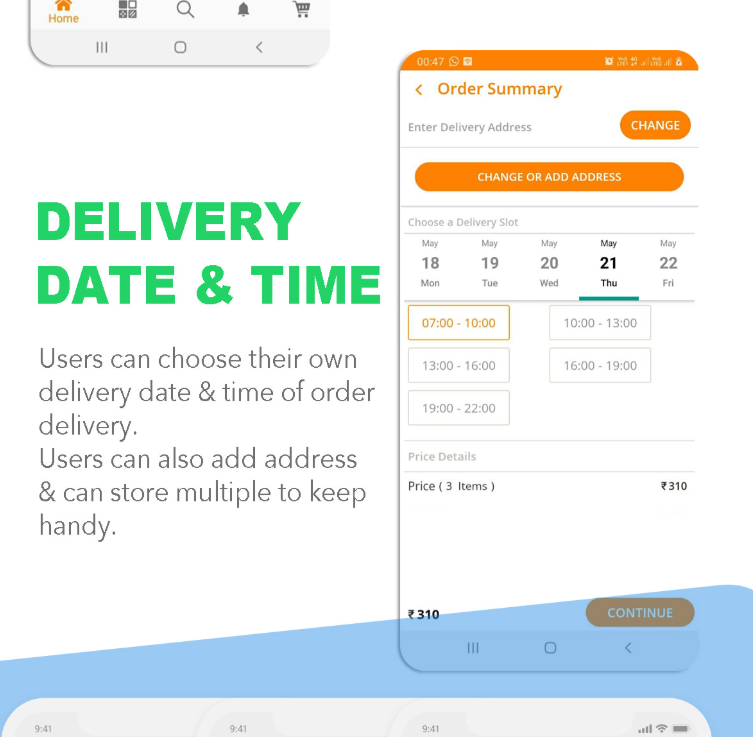 Home
00:47
Order Summary
Enter Delivery Address
CHANGE
CHANGE OR ADD ADDRESS
Choose a Delivery Slot
May May May May May
18 19 20 21 22
Mon Tue Wed Thu Fri
07:00 - 10:00 10:00 - 13:00
13:00 - 16:00 16:00 - 19:00
19:00 - 22:00
Price Details
Price ( 3 Items ) ₹310
₹ 310 CONTINUE
DELIVERY
DATE & TIME
Users can choose their own
delivery date & time of order
delivery.
Users can also add address
& can store multiple to keep
handy.
9:41 9:41 9:41